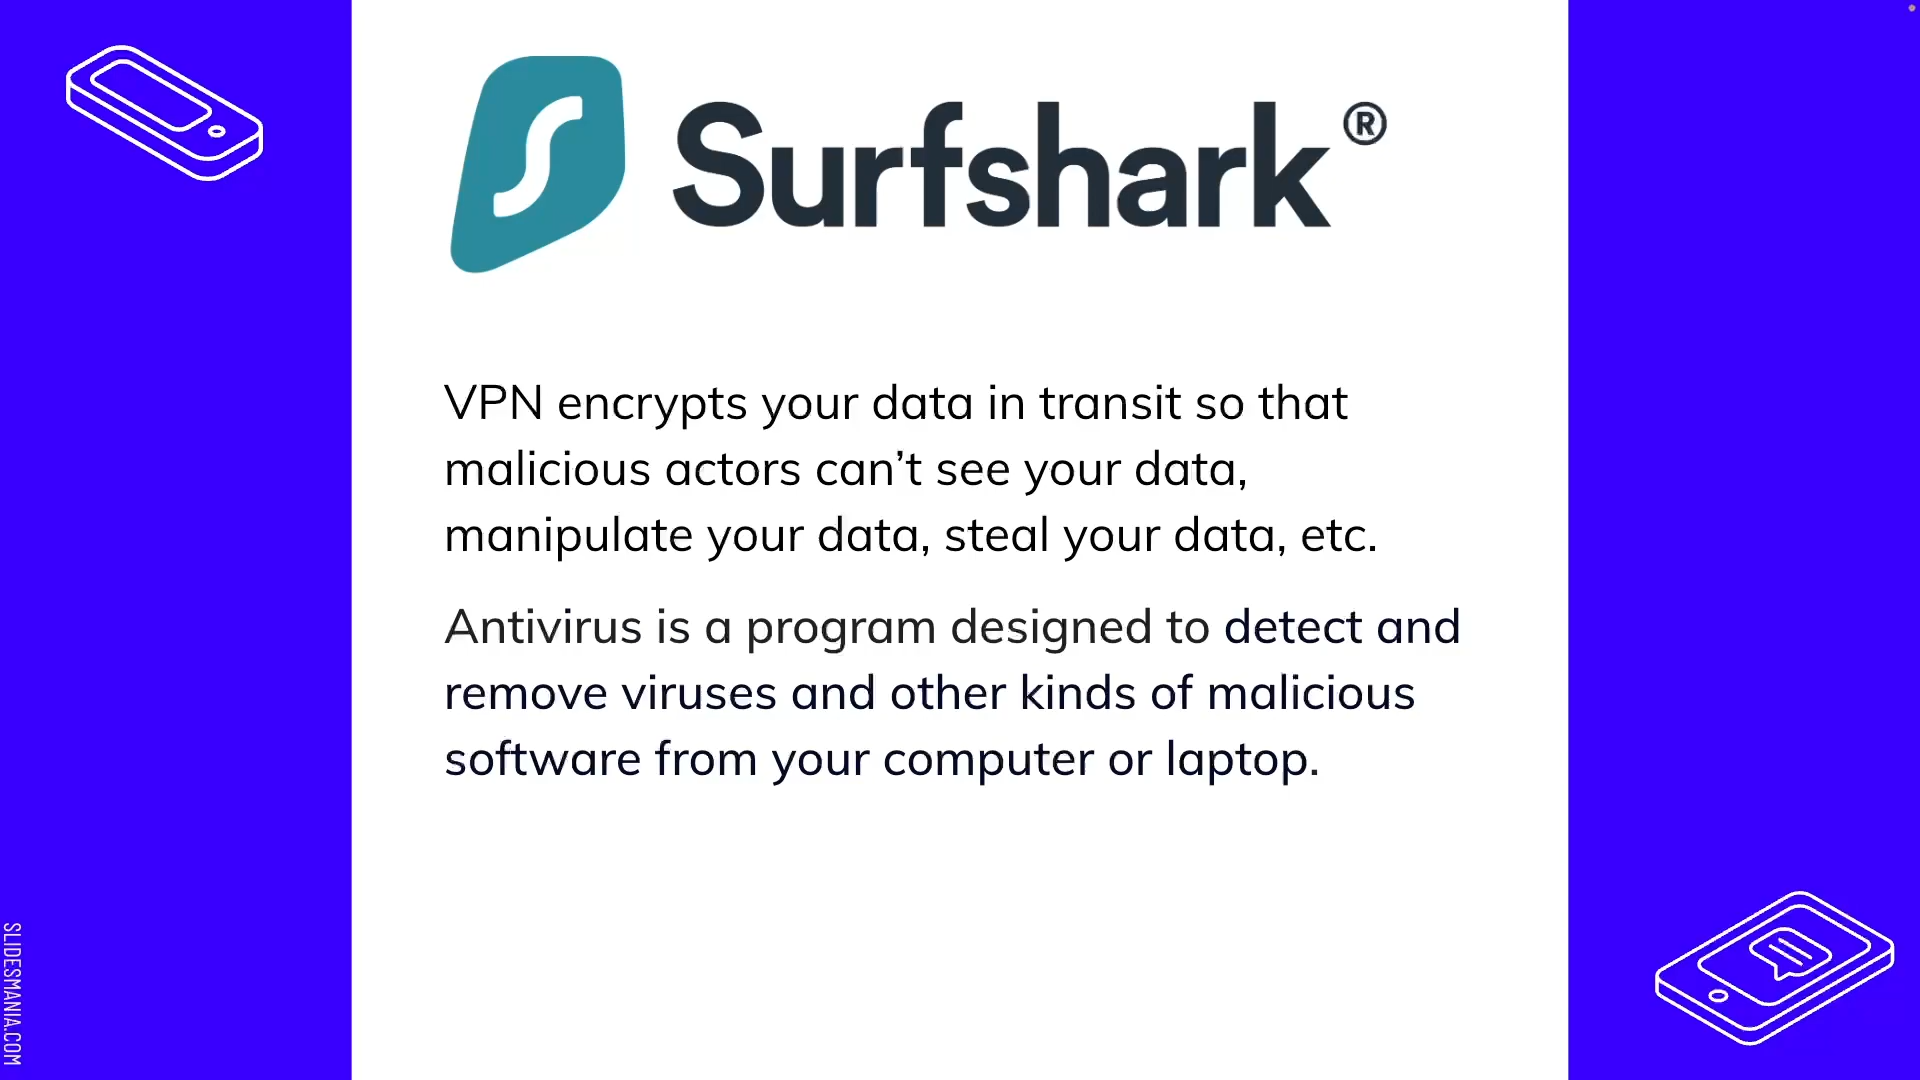 Surfshark®
VPN encrypts your data in transit so that
malicious actors can’t see your data,
manipulate your data, steal your data, etc.
Antivirus is a program designed to detect and
remove viruses and other kinds of malicious
software from your computer or laptop.
SLIDESMANIA.COM